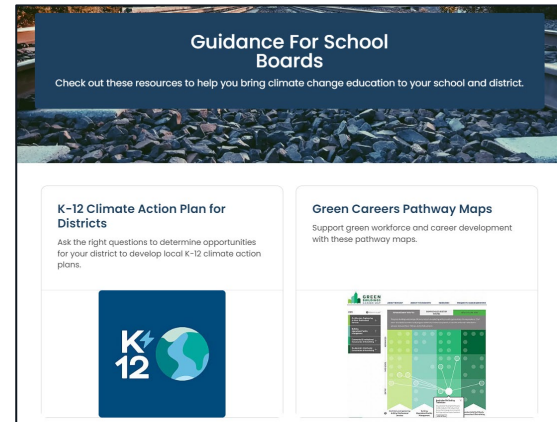 Guidance For School
Boards
Check out these resources to help you bring climate change education to your school and district.
K-12 Climate Action Plan for
Districts
Ask the right questions to determine opportunities
for your district to develop local K-12 climate action
plans.
K
12
Green Careers Pathway Maps
Support green workforce and career development
with these pathway maps.
GREEN
BUILDINGS